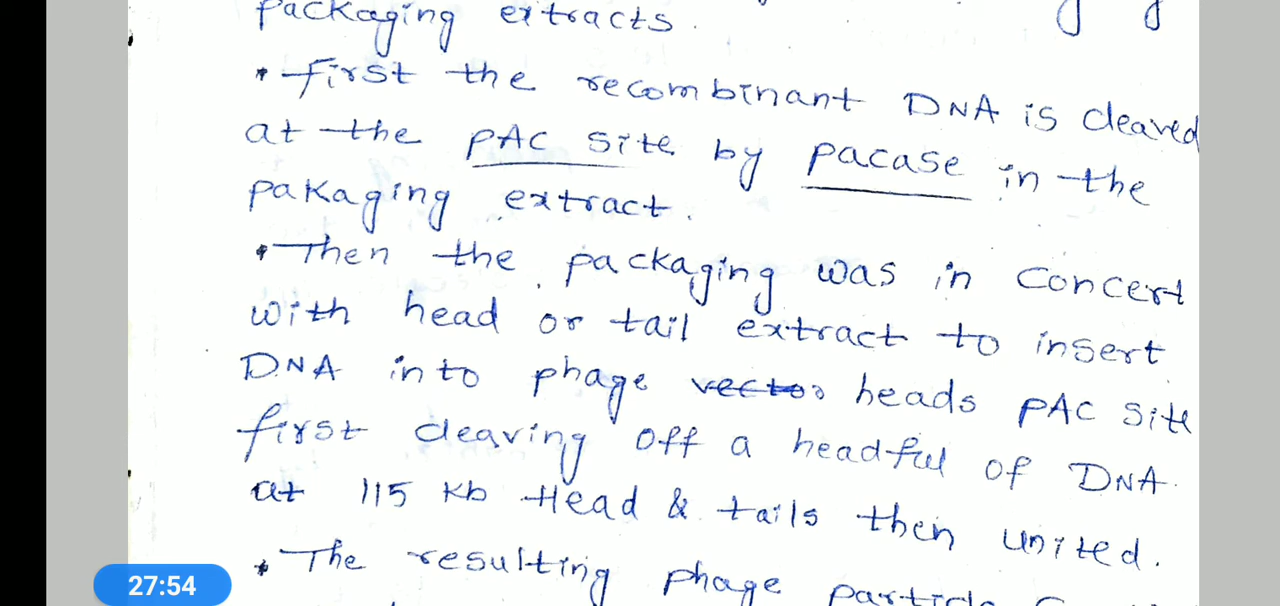 packaging extracts.
* First the recombinant DNA is cleaved
at the PAC site by pacase in the
pakaging extract.
* Then the packaging was in concert
with head or tail extract to insert
DNA into phage vector heads PAC site
first cleaving off a headful of DNA.
at 115 kb Head & tails then united.
* The resulting phage
27:54